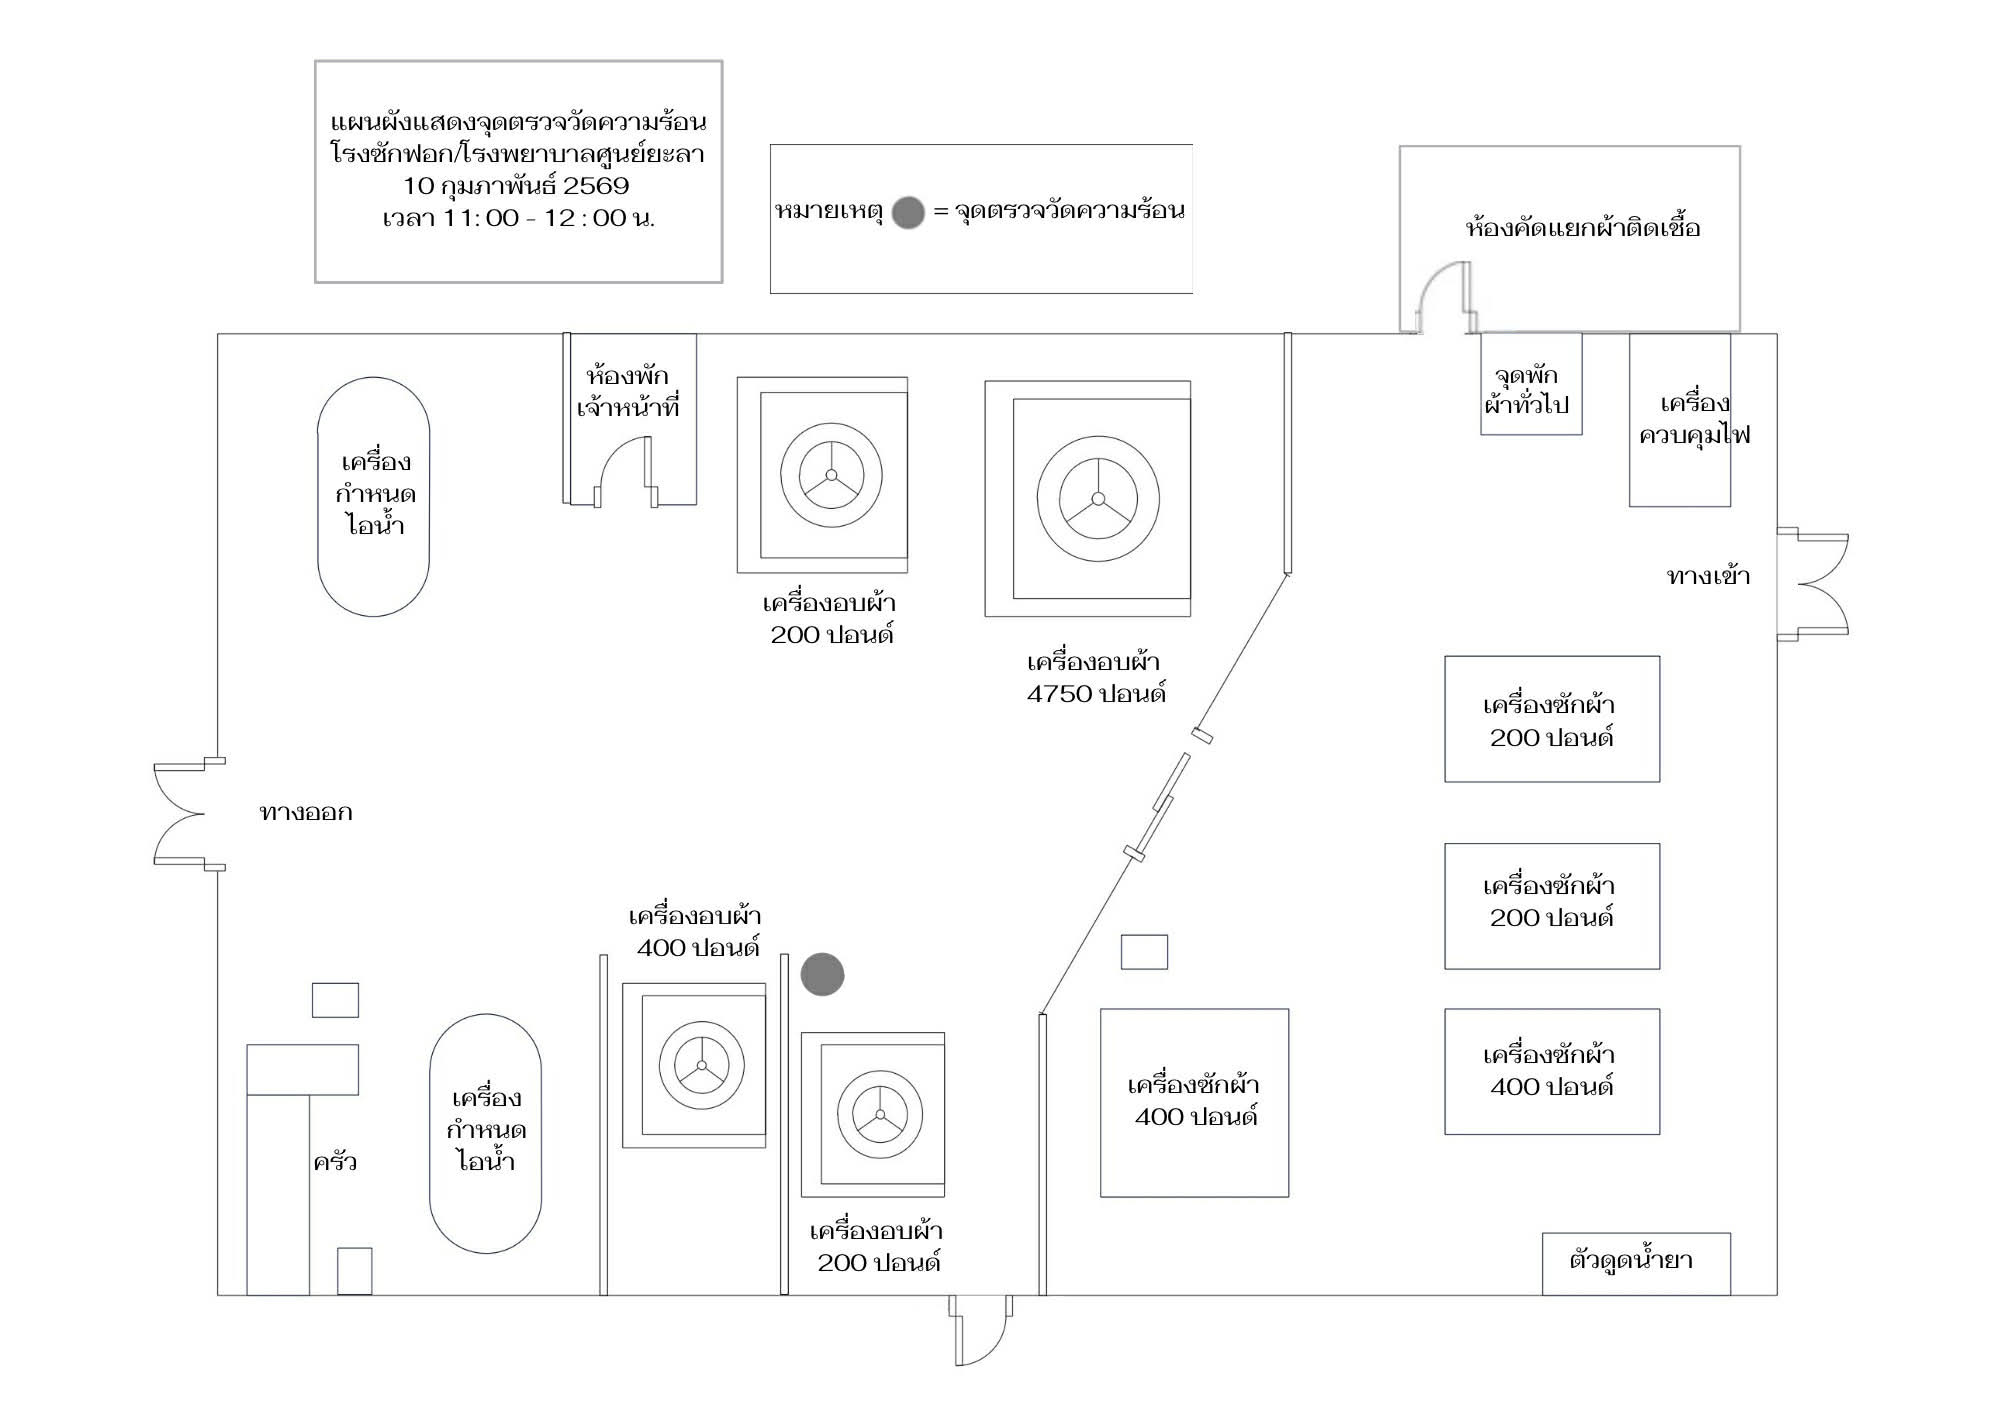 แผนผังแสดงจุดตรวจวัดความร้อน
โรงซักฟอก/โรงพยาบาลศูนย์ยะลา
10 กุมภาพันธ์ 2569
เวลา 11:00 - 12 : 00 น.
หมายเหตุ = จุดตรวจวัดความร้อน
ห้องคัดแยกผ้าติดเชื้อ
ห้องพัก
เจ้าหน้าที่
จุดพัก
ผ้าทั่วไป
เครื่อง
ควบคุมไฟ
เครื่อง
กำหนด
ไอน้ำ
เครื่องอบผ้า
200 ปอนด์
เครื่องอบผ้า
4750 ปอนด์
ทางเข้า
เครื่องซักผ้า
200 ปอนด์
ทางออก
เครื่องซักผ้า
200 ปอนด์
เครื่องอบผ้า
400 ปอนด์
เครื่องซักผ้า
400 ปอนด์
เครื่องซักผ้า
400 ปอนด์
เครื่อง
กำหนด
ไอน้ำ
ครัว
เครื่องอบผ้า
200 ปอนด์
ตัวดูดน้ำยา